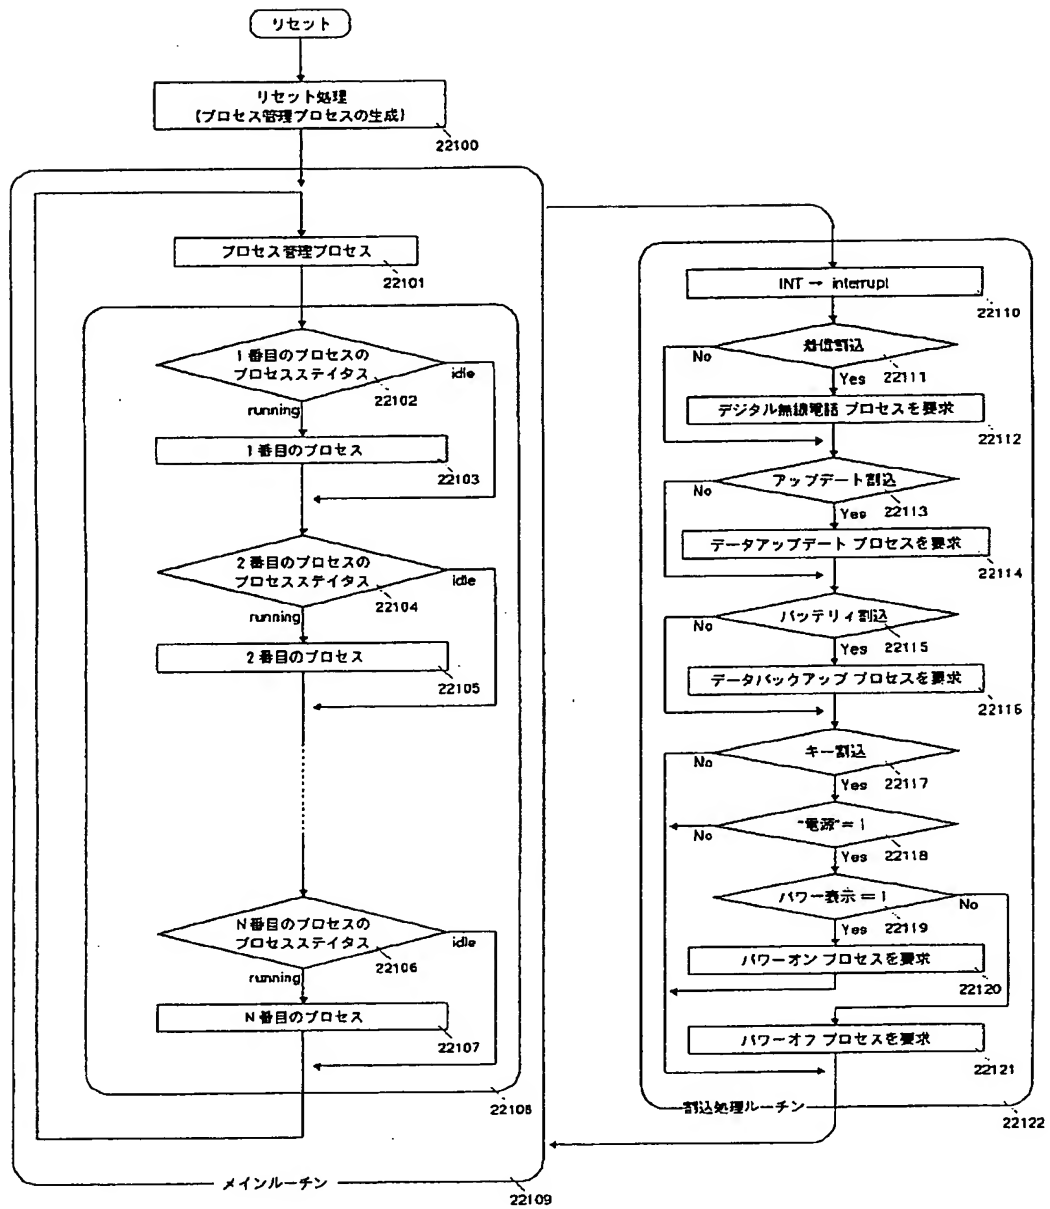 リセット
リセット処理
(プロセス管理プロセスの生成)
22100
プロセス管理プロセス
22101
1番目のプロセスの
プロセスステイタス
idle
22102
running
1番目のプロセス
22103
2番目のプロセスの
プロセスステイタス
idle
22104
running
2番目のプロセス
22105
N番目のプロセスの
プロセスステイタス
idle
22106
running
N番目のプロセス
22107
22108
メインルーチン
22109
INT → interrupt
22110
着信割込
No
22111
Yes
デジタル無線電話 プロセスを要求
22112
アップデート割込
No
22113
Yes
データアップデート プロセスを要求
22114
バッテリィ割込
No
22115
Yes
データバックアップ プロセスを要求
22116
キー割込
No
22117
Yes
"電源"=1
No
22118
Yes
パワー表示=1
No
22119
Yes
パワーオン プロセスを要求
22120
パワーオフ プロセスを要求
22121
割込処理ルーチン
22122